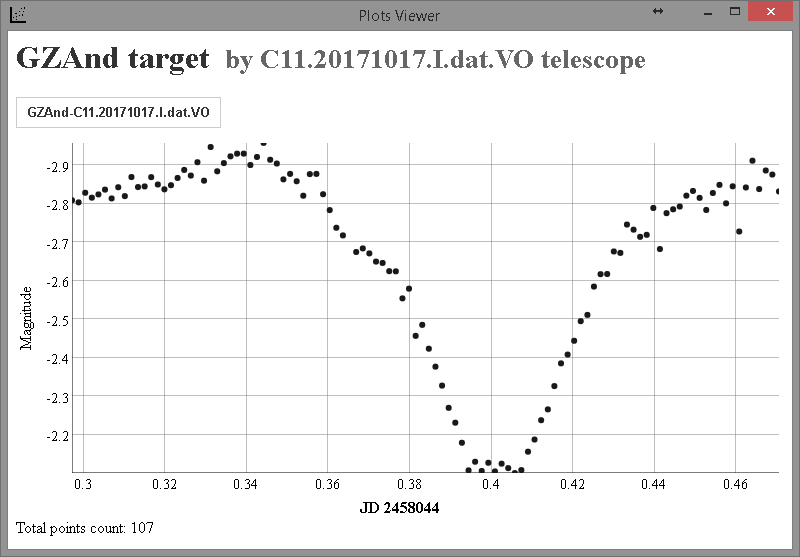 Plots Viewer
GZAnd target by C11.20171017.I.dat.VO telescope
GZAnd-C11.20171017.I.dat.VO
-2.9
-2.8
-2.7
-2.6
-2.5
-2.4
-2.3
-2.2
Magnitude
0.3 0.32 0.34 0.36 0.38 0.4 0.42 0.44 0.46
JD 2458044
Total points count: 107